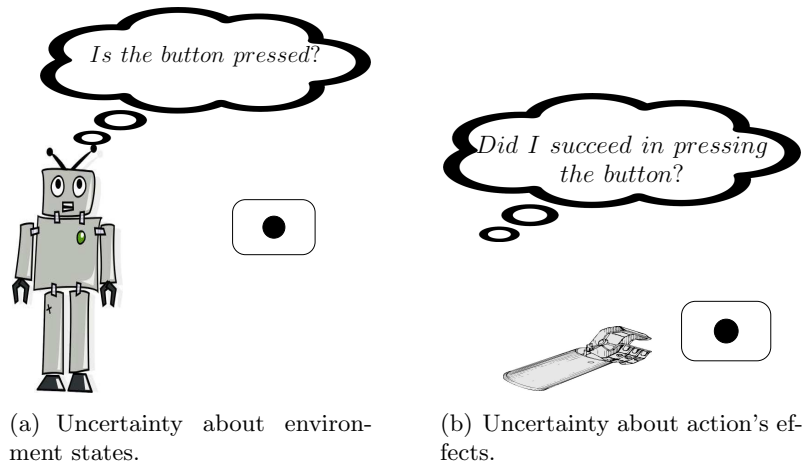 Is the button pressed?
Did I succeed in pressing
the button?
(a) Uncertainty about environ-
ment states.
(b) Uncertainty about action's ef-
fects.